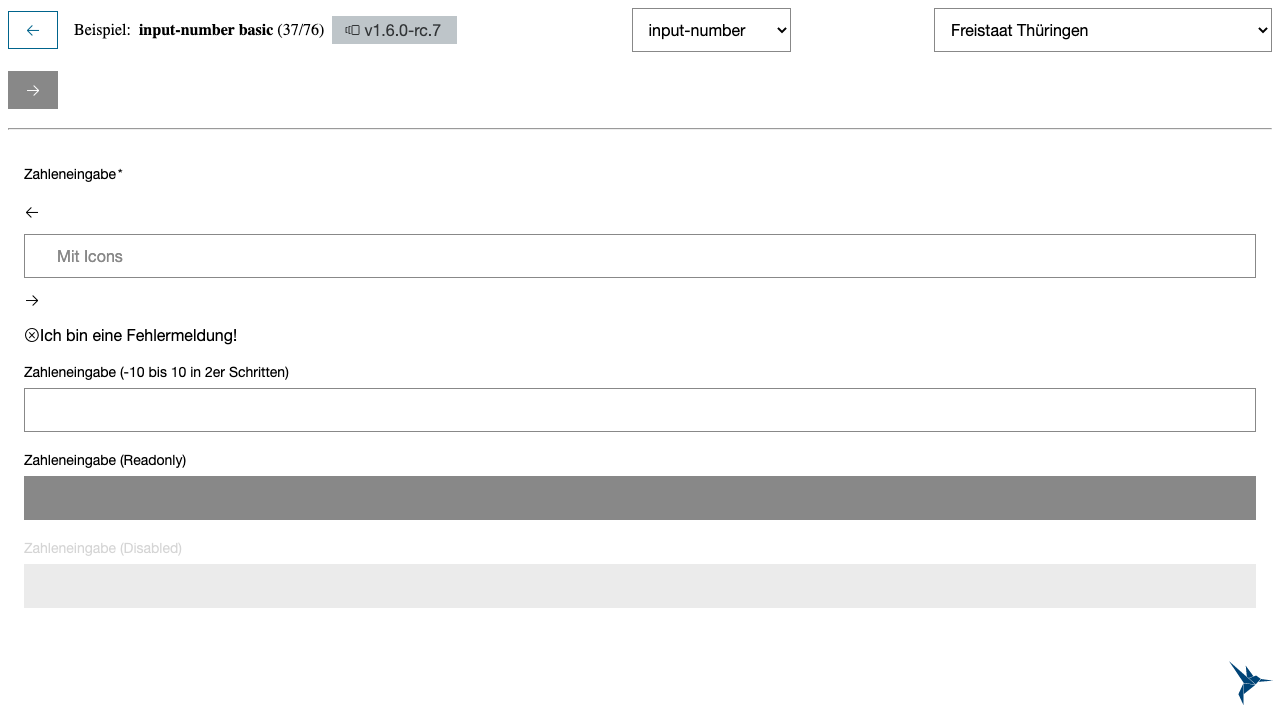 ← Beispiel: input-number basic (37/76) v1.6.0-rc.7 input-number Freistaat Thüringen
→
Zahleneingabe*
←
Mit Icons
→
Ich bin eine Fehlermeldung!
Zahleneingabe (-10 bis 10 in 2er Schritten)
Zahleneingabe (Readonly)
Zahleneingabe (Disabled)